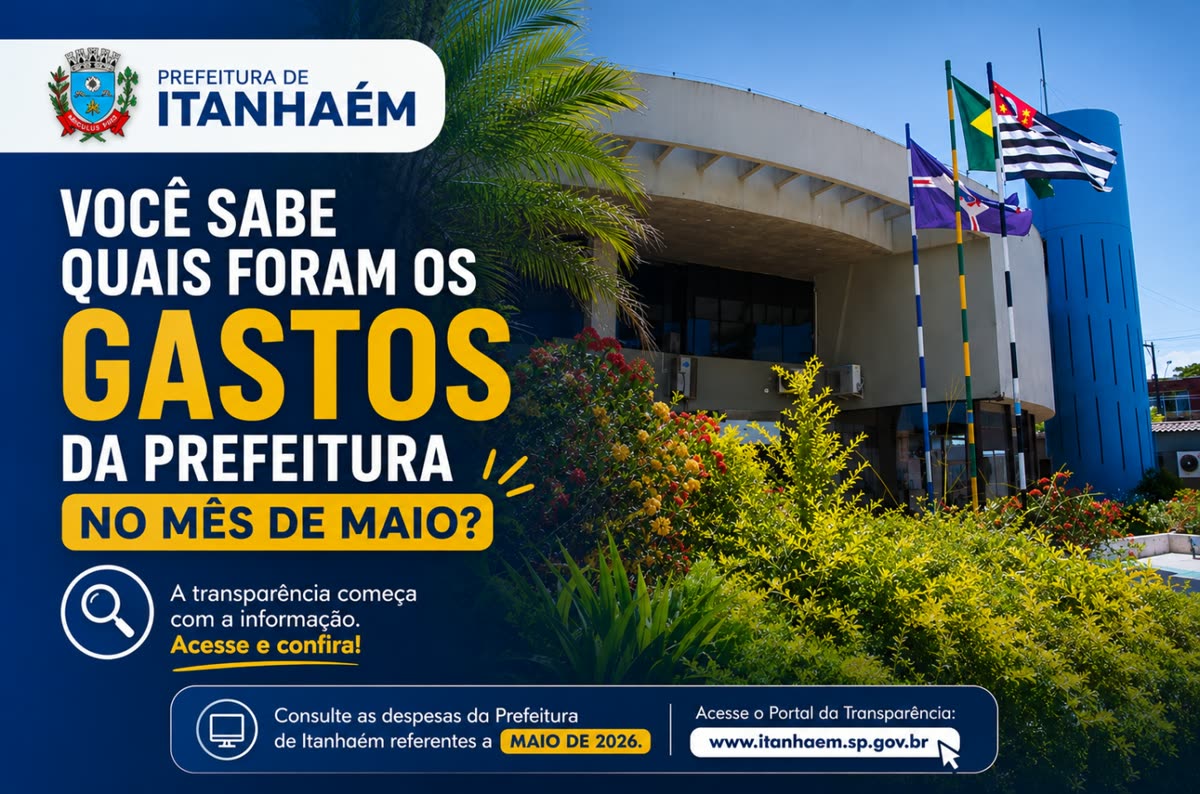 PREFEITURA DE
ITANHAÉM
VOCÊ SABE
QUAIS FORAM OS
GASTOS
DA PREFEITURA
NO MÊS DE MAIO?
A transparência começa
com a informação.
Acesse e confira!
Consulte as despesas da Prefeitura
de Itanhaém referentes a MAIO DE 2026.
Acesse o Portal da Transparência:
www.itanhaem.sp.gov.br